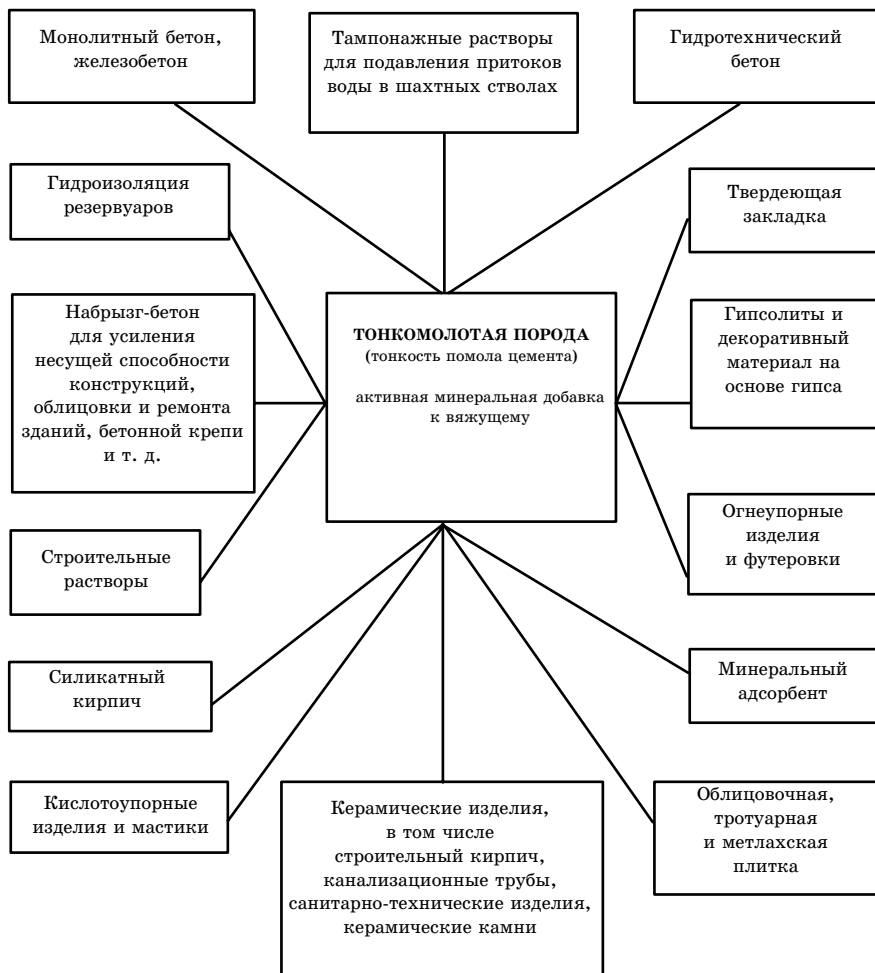 Монолитный бетон,
железобетон
Тампонажные растворы
для подавления притоков
воды в шахтных стволах
Гидротехнический
бетон
Гидроизоляция
резервуаров
Твердеющая
закладка
Набрызг-бетон
для усиления
несущей способности
конструкций,
облицовки и ремонта
зданий, бетонной крепи
и т. д.
ТОНКОМОЛОТАЯ ПОРОДА
(тонкость помола цемента)
активная минеральная добавка
к вяжущему
Гипсолиты и
декоративный
материал на
основе гипса
Строительные
растворы
Огнеупорные
изделия
и футеровки
Силикатный
кирпич
Минеральный
адсорбент
Кислотоупорные
изделия и мастики
Керамические изделия,
в том числе
строительный кирпич,
канализационные трубы,
санитарно-технические изделия,
керамические камни
Облицовочная,
тротуарная
и метлахская
плитка